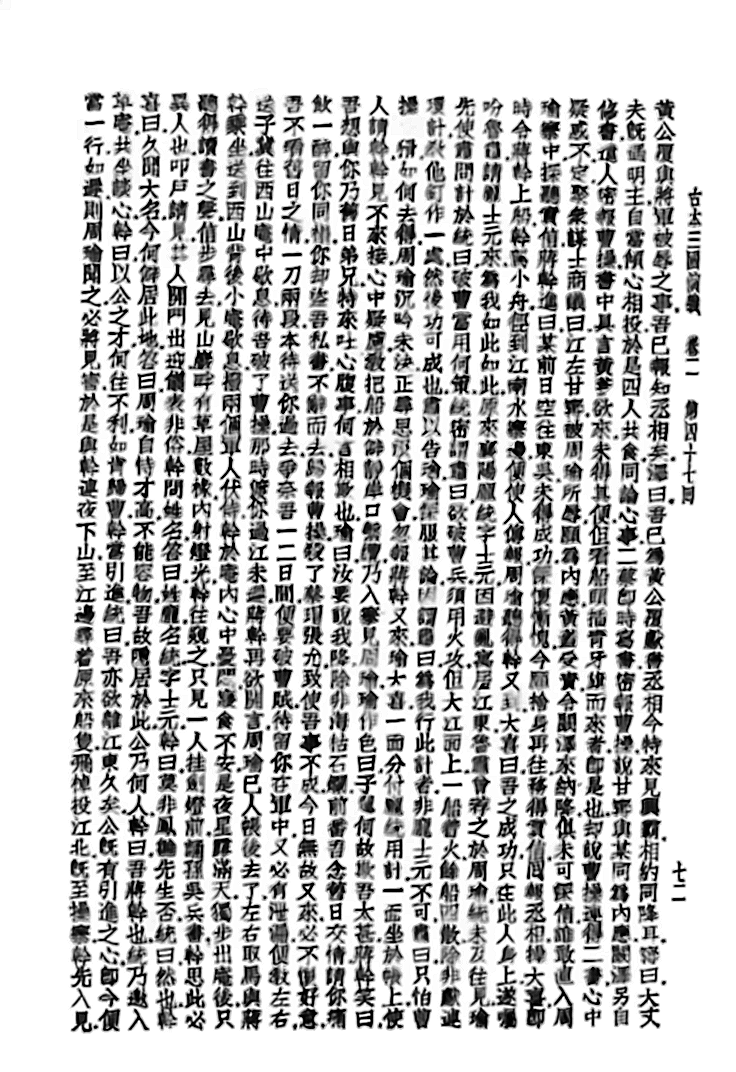 古本三國演義 卷二 第四十七回 七二
黃公覆與將軍被辱之事吾已報知丞相矣澤曰吾已爲黃公覆獻書丞相今特來見興霸相約同降耳寧曰大丈
夫旣遇明主自當傾心相投於是四人共飲同論心事二蔡卽時寫書密報曹操說甘寧與某同爲內應闞澤另自
修書遣人密報曹操書中具言黃蓋欲來未得其便但看船頭插青牙旗而來者卽是也却說曹操連得二書心中
疑惑不定聚衆謀士商議曰江左甘寧被周瑜所辱願爲內應黃蓋受責令闞澤來納降俱未可深信誰敢直入周
瑜寨中探聽實信蔣幹進曰某前日空往東吳未得成功深懷慚愧今願捨身再往務得實信回報丞相操大喜卽
時令蔣幹上船幹駕小舟徑到江南水寨邊便使人傳報周瑜聽得幹又到大喜曰吾之成功只在此人身上遂囑
吩魯肅請龐士元來爲我如此如此原來襄陽龐統字士元因避亂寓居江東魯肅曾荐之於周瑜統未及往見瑜
先使肅問計於統曰破曹當用何策統密謂肅曰欲破曹兵須用火攻但大江面上一船着火餘船四散除非獻連
環計教他釘作一處然後功可成也肅以告瑜瑜深服其論因謂肅曰爲我行此計者非龐士元不可肅曰只怕曹
操 猾如何去得周瑜沉吟未決正尋思沒個機會忽報蔣幹又來瑜大喜一面分付龐統用計一面坐於帳上使
人請幹幹見不來接心中疑慮教把船於僻靜岸口纜繫乃入寨見周瑜瑜作色曰子翼何故欺吾太甚蔣幹笑曰
吾想與你乃舊日弟兄特來吐心腹事何言相欺也瑜曰汝要說我降除非海枯石爛前番吾念舊日交情請你痛
飲一醉留你同榻你却盜吾私書不辭而去歸報曹操殺了蔡瑁張允致使吾事不成今日無故又來必不懷好意
吾不看舊日之情一刀兩段本待送你過去爭奈吾一二日間便要破曹賊待留你在軍中又必有泄漏便教左右
送子翼往西山庵中歇息待吾破了曹操那時渡你過江未遲蔣幹再欲開言周瑜已入帳後去了左右取馬與蔣
幹乘坐送到西山背後小庵歇息撥兩個軍人伏侍幹於庵內心中憂悶寢食不安是夜星露滿天獨步出庵後只
聽得讀書之聲信步尋去見山巖畔有草屋數椽內射燈光幹往窺之只見一人挂劍燈前誦孫吳兵書幹思此必
異人也叩戶請見其人開門出迎儀表非俗幹問姓名答曰姓龐名統字士元幹曰莫非鳳雛先生否統曰然也幹
喜曰久聞大名今何僻居此地答曰周瑜自恃才高不能容物吾故隱居於此公乃何人幹曰吾蔣幹也統乃邀入
草庵共坐談心幹曰以公之才何往不利如肯歸曹幹當引進統曰吾亦欲離江東久矣公旣有引進之心卽今便
當一行如遲則周瑜聞之必將見害於是與幹連夜下山至江邊尋着原來船隻飛棹投江北旣至操寨幹先入見